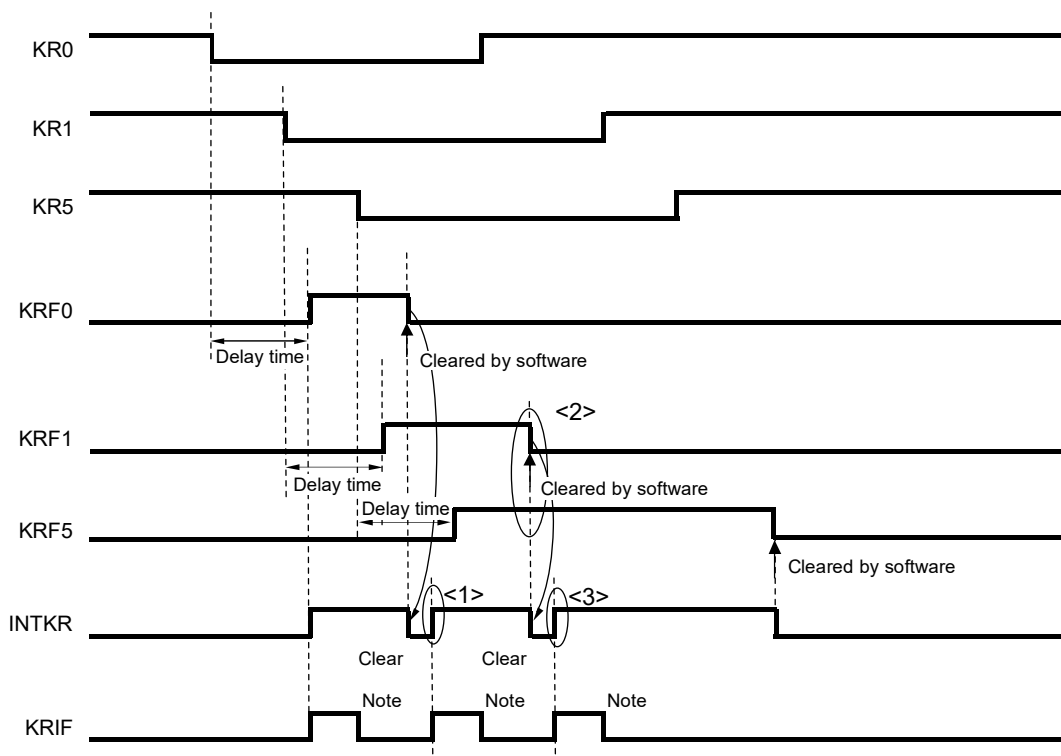 KR0
KR1
KR5
KRF0
Delay time
Cleared by software
KRF1
<2>
Delay time
Cleared by software
Delay time
KRF5
Cleared by software
<1>
<3>
INTKR
Clear
Clear
Note
Note
Note
KRIF